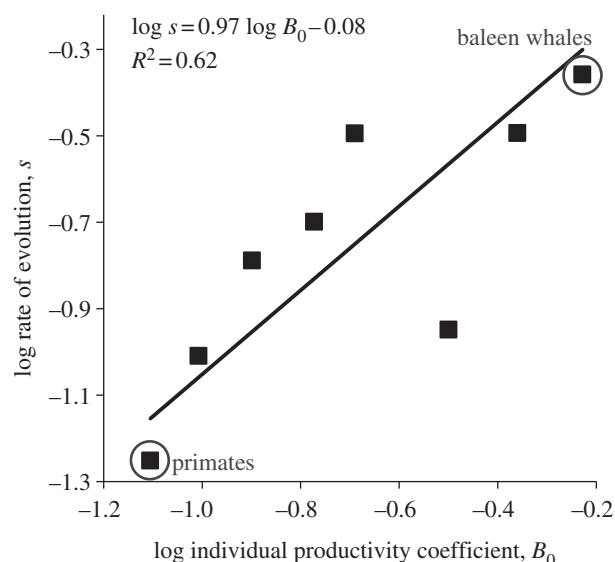 log s = 0.97 log B₀ – 0.08
R² = 0.62
baleen whales
primates
log rate of evolution, s
–0.3
–0.5
–0.7
–0.9
–1.1
–1.3
–1.2
–1.0
–0.8
–0.6
–0.4
–0.2
log individual productivity coefficient, B₀